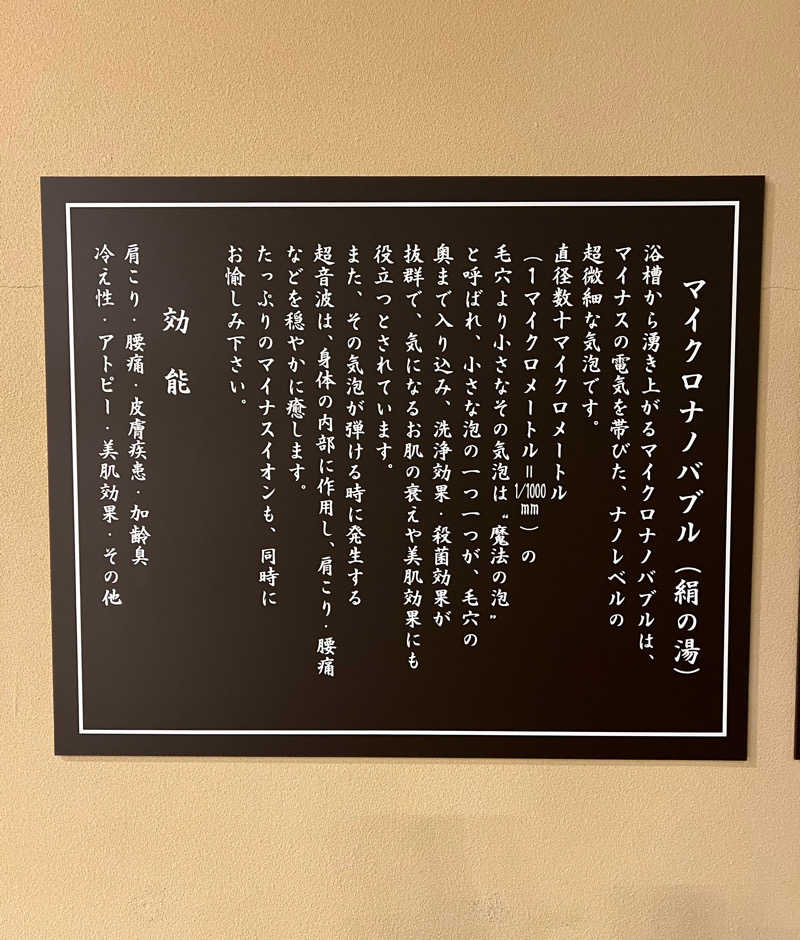 マイクロナノバブル（絹の湯）
浴槽から湧き上がるマイクロナノバブルは、
マイナスの電気を帯びた、ナノレベルの
超微細な気泡です。
直径数十マイクロメートル
（1マイクロメートル＝1/1000mm）の
毛穴より小さなその気泡は〝魔法の泡〟
と呼ばれ、小さな泡の一つ一つが、毛穴の
奥まで入り込み、洗浄効果・殺菌効果が
抜群で、気になるお肌の衰えや美肌効果にも
役立つとされています。
また、その気泡が弾ける時に発生する
超音波は、身体の内部に作用し、肩こり・腰痛
などを穏やかに癒します。
たっぷりのマイナスイオンも、同時に
お愉しみ下さい。
効能
肩こり・腰痛・皮膚疾患・加齢臭
冷え性・アトピー・美肌効果・その他